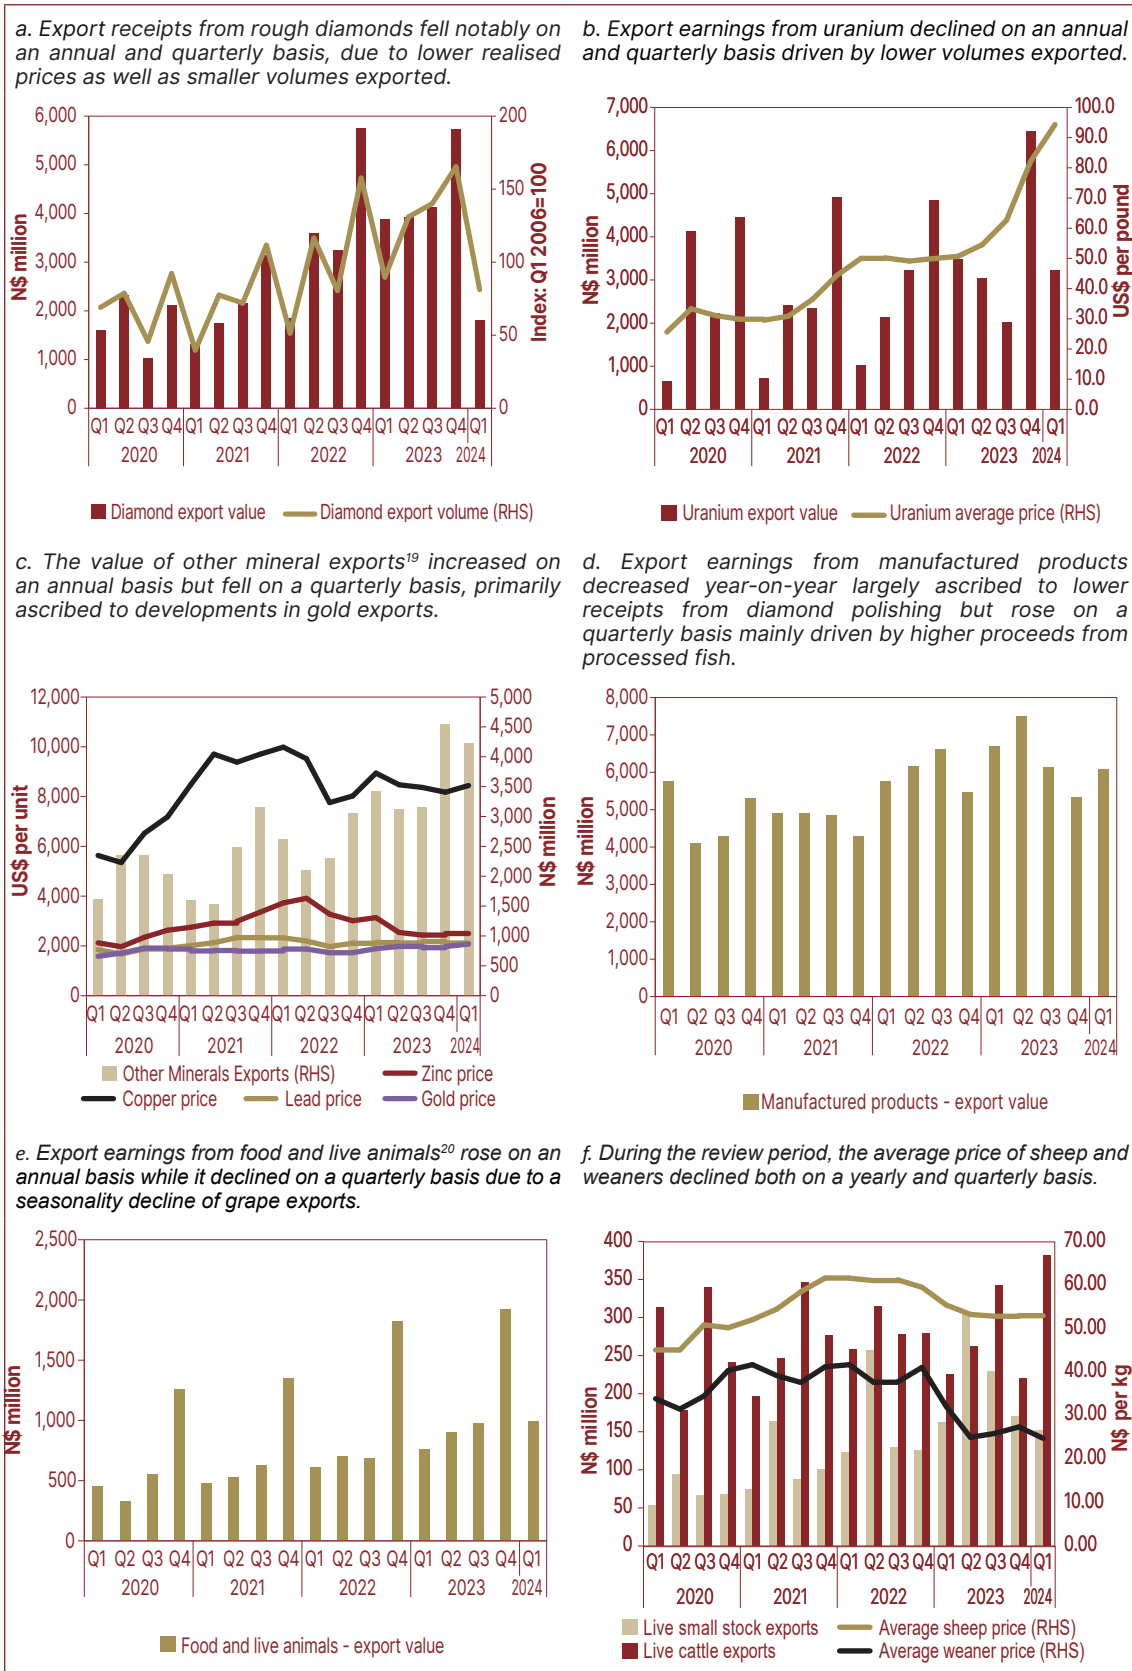 a. Export receipts from rough diamonds fell notably on
an annual and quarterly basis, due to lower realised
prices as well as smaller volumes exported.
6,000
5,000
4,000
3,000
2,000
1,000
0
N$ million
200
150
100
50
0
Index: Q1 2006=100
Q1 Q2 Q3 Q4 Q1 Q2 Q3 Q4 Q1 Q2 Q3 Q4 Q1 Q2 Q3 Q4 Q1
2020 2021 2022 2023 2024
Diamond export value Diamond export volume (RHS)
b. Export earnings from uranium declined on an annual
and quarterly basis driven by lower volumes exported.
7,000
6,000
5,000
4,000
3,000
2,000
1,000
0
N$ million
100.0
90.0
80.0
70.0
60.0
50.0
40.0
30.0
20.0
10.0
0.0
US$ per pound
Q1 Q2 Q3 Q4 Q1 Q2 Q3 Q4 Q1 Q2 Q3 Q4 Q1 Q2 Q3 Q4 Q1
2020 2021 2022 2023 2024
Uranium export value Uranium average price (RHS)
c. The value of other mineral exports19 increased on
an annual basis but fell on a quarterly basis, primarily
ascribed to developments in gold exports.
12,000
10,000
8,000
6,000
4,000
2,000
0
US$ per unit
5,000
4,500
4,000
3,500
3,000
2,500
2,000
1,500
1,000
500
0
N$ million
Q1 Q2 Q3 Q4 Q1 Q2 Q3 Q4 Q1 Q2 Q3 Q4 Q1 Q2 Q3 Q4 Q1
2020 2021 2022 2023 2024
Other Minerals Exports (RHS) Zinc price
Copper price Lead price Gold price
d. Export earnings from manufactured products
decreased year-on-year largely ascribed to lower
receipts from diamond polishing but rose on a
quarterly basis mainly driven by higher proceeds from
processed fish.
8,000
7,000
6,000
5,000
4,000
3,000
2,000
1,000
0
N$ million
Q1 Q2 Q3 Q4 Q1 Q2 Q3 Q4 Q1 Q2 Q3 Q4 Q1 Q2 Q3 Q4 Q1
2020 2021 2022 2023 2024
Manufactured products - export value
e. Export earnings from food and live animals20 rose on an
annual basis while it declined on a quarterly basis due to a
seasonality decline of grape exports.
2,500
2,000
1,500
1,000
500
0
N$ million
Q1 Q2 Q3 Q4 Q1 Q2 Q3 Q4 Q1 Q2 Q3 Q4 Q1 Q2 Q3 Q4 Q1
2020 2021 2022 2023 2024
Food and live animals - export value
f. During the review period, the average price of sheep and
weaners declined both on a yearly and quarterly basis.
400
350
300
250
200
150
100
50
0
N$ million
70.00
60.00
50.00
40.00
30.00
20.00
10.00
0.00
N$ per kg
Q1 Q2 Q3 Q4 Q1 Q2 Q3 Q4 Q1 Q2 Q3 Q4 Q1 Q2 Q3 Q4 Q1
2020 2021 2022 2023 2024
Live small stock exports Average sheep price (RHS)
Live cattle exports Average weaner price (RHS)